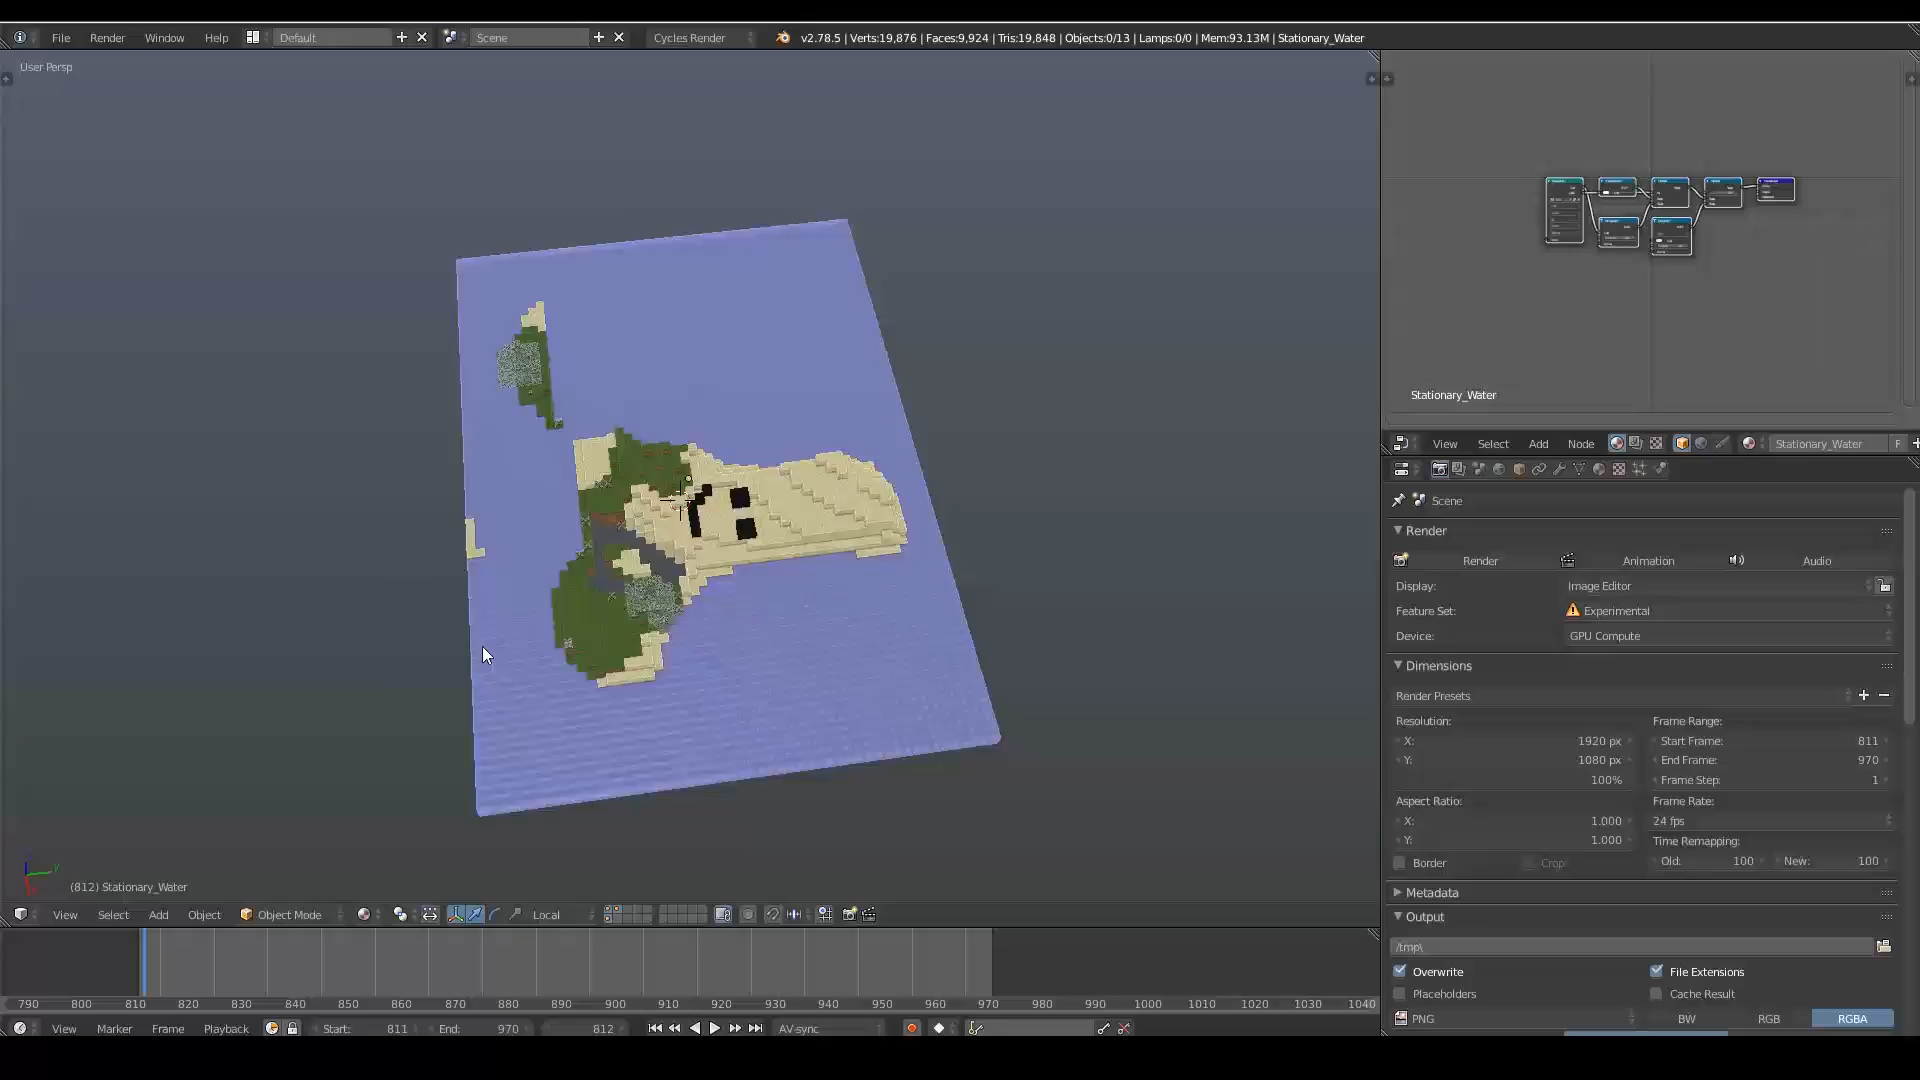 File Render Window Help Default Scene Cycles Render v2.78.5 | Verts:19,876 | Faces:9,924 | Tris:19,848 | Objects:0/13 | Lamps:0/0 | Mem:93.13M | Stationary_Water
User Persp
Stationary_Water
View Select Add Node Stationary_Water F
Scene
Render
Render Animation Audio
Display: Image Editor
Feature Set: Experimental
Device: GPU Compute
Dimensions
Render Presets
Resolution: Frame Range:
X: 1920 px Start Frame: 811
Y: 1080 px End Frame: 970
100% Frame Step: 1
Aspect Ratio: Frame Rate:
X: 1.000 24 fps
Y: 1.000 Time Remapping:
Border Crop Old: 100 New: 100
Metadata
Output
/tmp\
Overwrite File Extensions
Placeholders Cache Result
PNG BW RGB RGBA
y
(812) Stationary_Water
View Select Add Object Object Mode Local
790 800 810 820 830 840 850 860 870 880 890 900 910 920 930 940 950 960 970 980 990 1000 1010 1020 1030 1040
View Marker Frame Playback Start: 811 End: 970 812 AV-sync